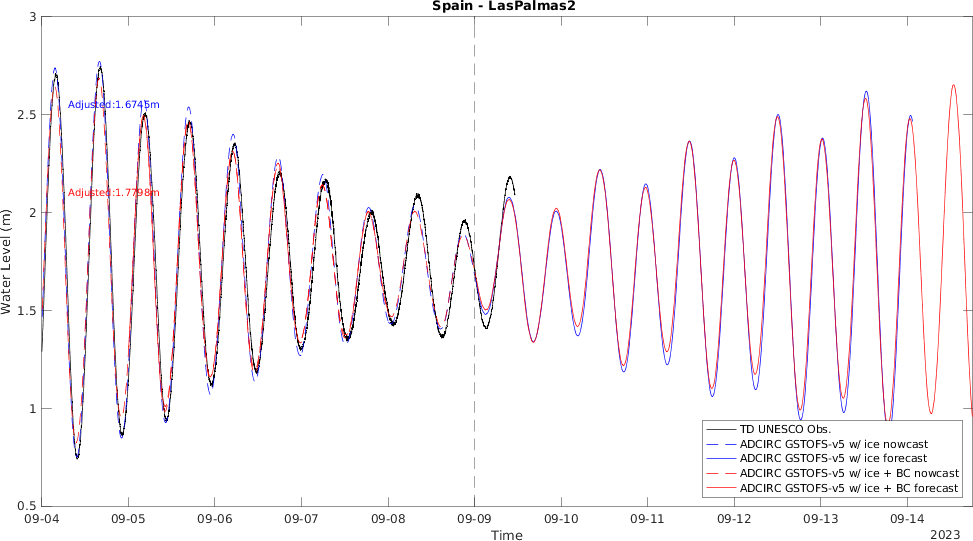 Spain - LasPalmas2
3
2.5
2
1.5
1
0.5
Water Level (m)
Adjusted:1.6745m
Adjusted:1.7798m
TD UNESCO Obs.
ADCIRC GSTOFS-v5 w/ ice nowcast
ADCIRC GSTOFS-v5 w/ ice forecast
ADCIRC GSTOFS-v5 w/ ice + BC nowcast
ADCIRC GSTOFS-v5 w/ ice + BC forecast
09-04 09-05 09-06 09-07 09-08 09-09 09-10 09-11 09-12 09-13 09-14
Time
2023